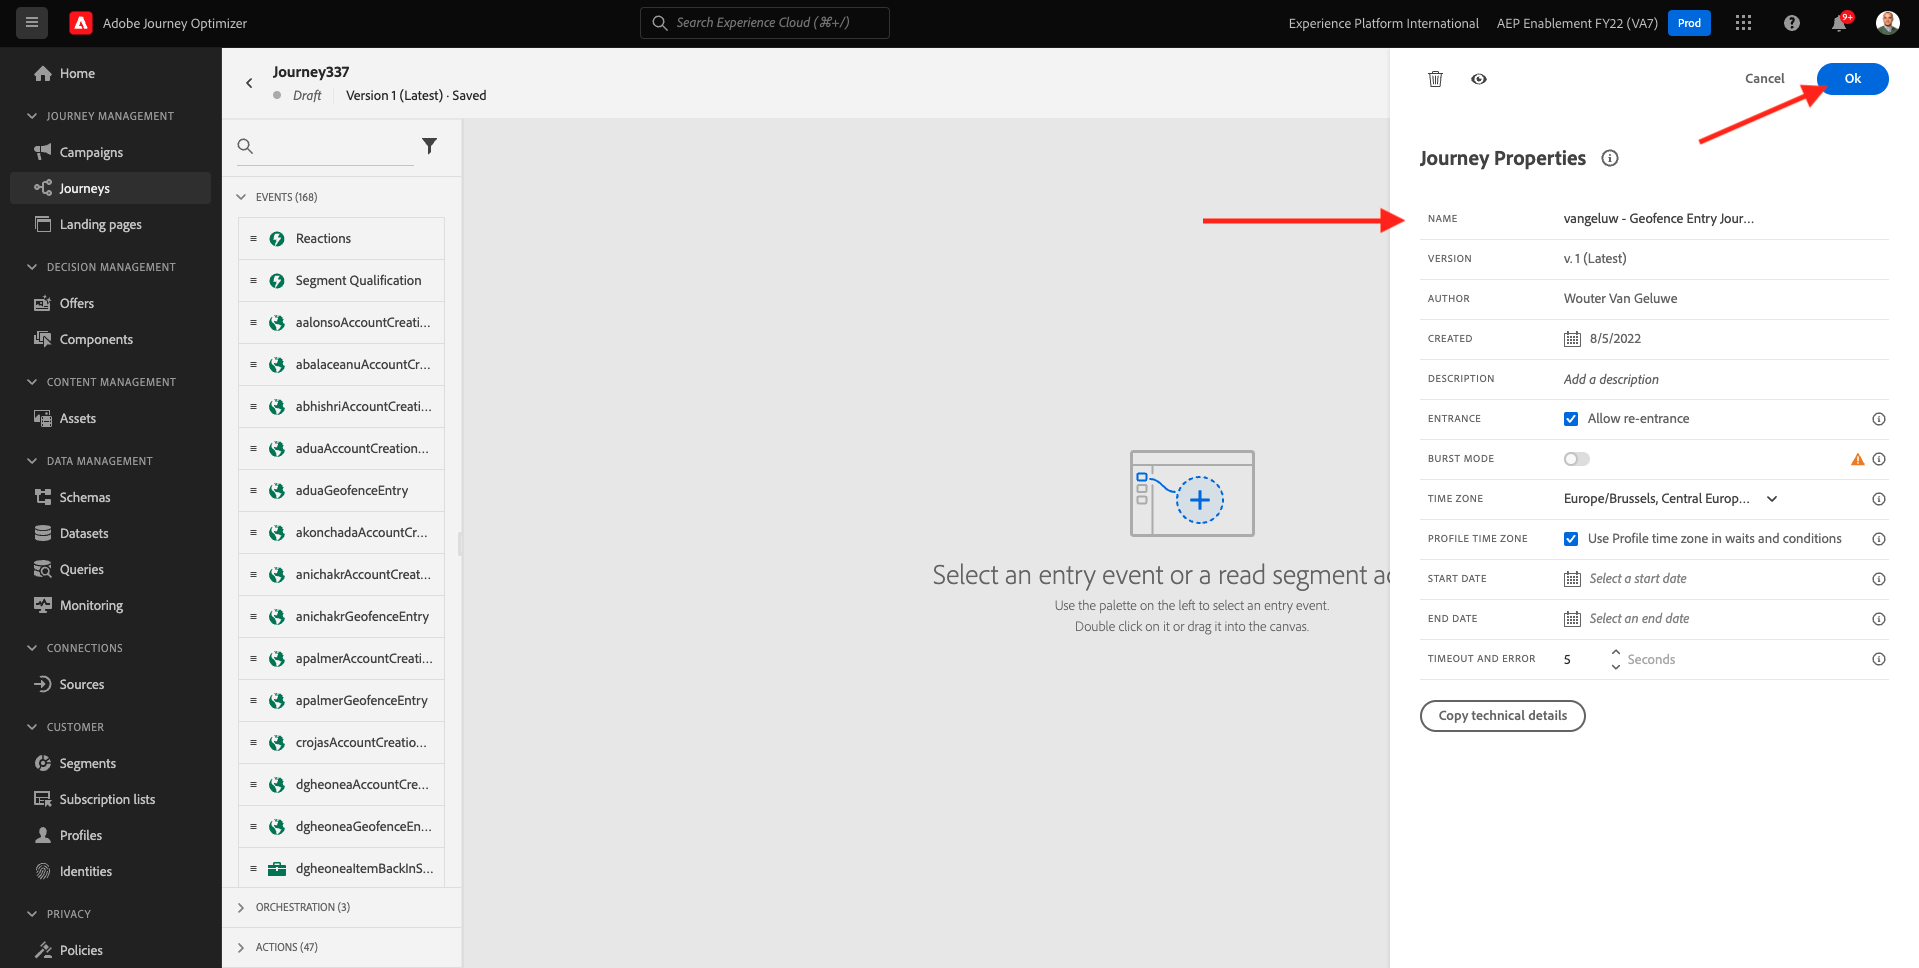 Adobe Journey Optimizer
Search Experience Cloud (⌘+/)
Experience Platform International
AEP Enablement FY22 (VA7)
Prod
9+
Home
JOURNEY MANAGEMENT
Campaigns
Journeys
Landing pages
DECISION MANAGEMENT
Offers
Components
CONTENT MANAGEMENT
Assets
DATA MANAGEMENT
Schemas
Datasets
Queries
Monitoring
CONNECTIONS
Sources
CUSTOMER
Segments
Subscription lists
Profiles
Identities
PRIVACY
Policies
Journey337
Draft
Version 1 (Latest) · Saved
EVENTS (168)
Reactions
Segment Qualification
aalonsoAccountCreati...
abalaceanuAccountCr...
abhishriAccountCreati...
aduaAccountCreation...
aduaGeofenceEntry
akonchadaAccountCr...
anichakrAccountCreat...
anichakrGeofenceEntry
apalmerAccountCreati...
apalmerGeofenceEntry
crojasAccountCreatio...
dgheoneaAccountCre...
dgheoneaGeofenceEn...
dgheoneaItemBackInS...
ORCHESTRATION (3)
ACTIONS (47)
Select an entry event or a read segment ac
Use the palette on the left to select an entry event.
Double click on it or drag it into the canvas.
Cancel
Ok
Journey Properties
NAME vangeluw - Geofence Entry Jour...
VERSION v. 1 (Latest)
AUTHOR Wouter Van Geluwe
CREATED 8/5/2022
DESCRIPTION Add a description
ENTRANCE Allow re-entrance
BURST MODE
TIME ZONE Europe/Brussels, Central Europ...
PROFILE TIME ZONE Use Profile time zone in waits and conditions
START DATE Select a start date
END DATE Select an end date
TIMEOUT AND ERROR 5 Seconds
Copy technical details